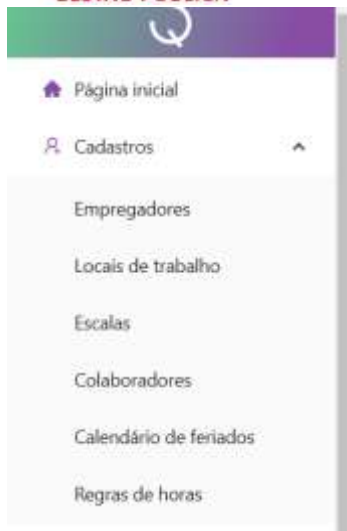 Página inicial
Cadastros
Empregadores
Locais de trabalho
Escalas
Colaboradores
Calendário de feriados
Regras de horas